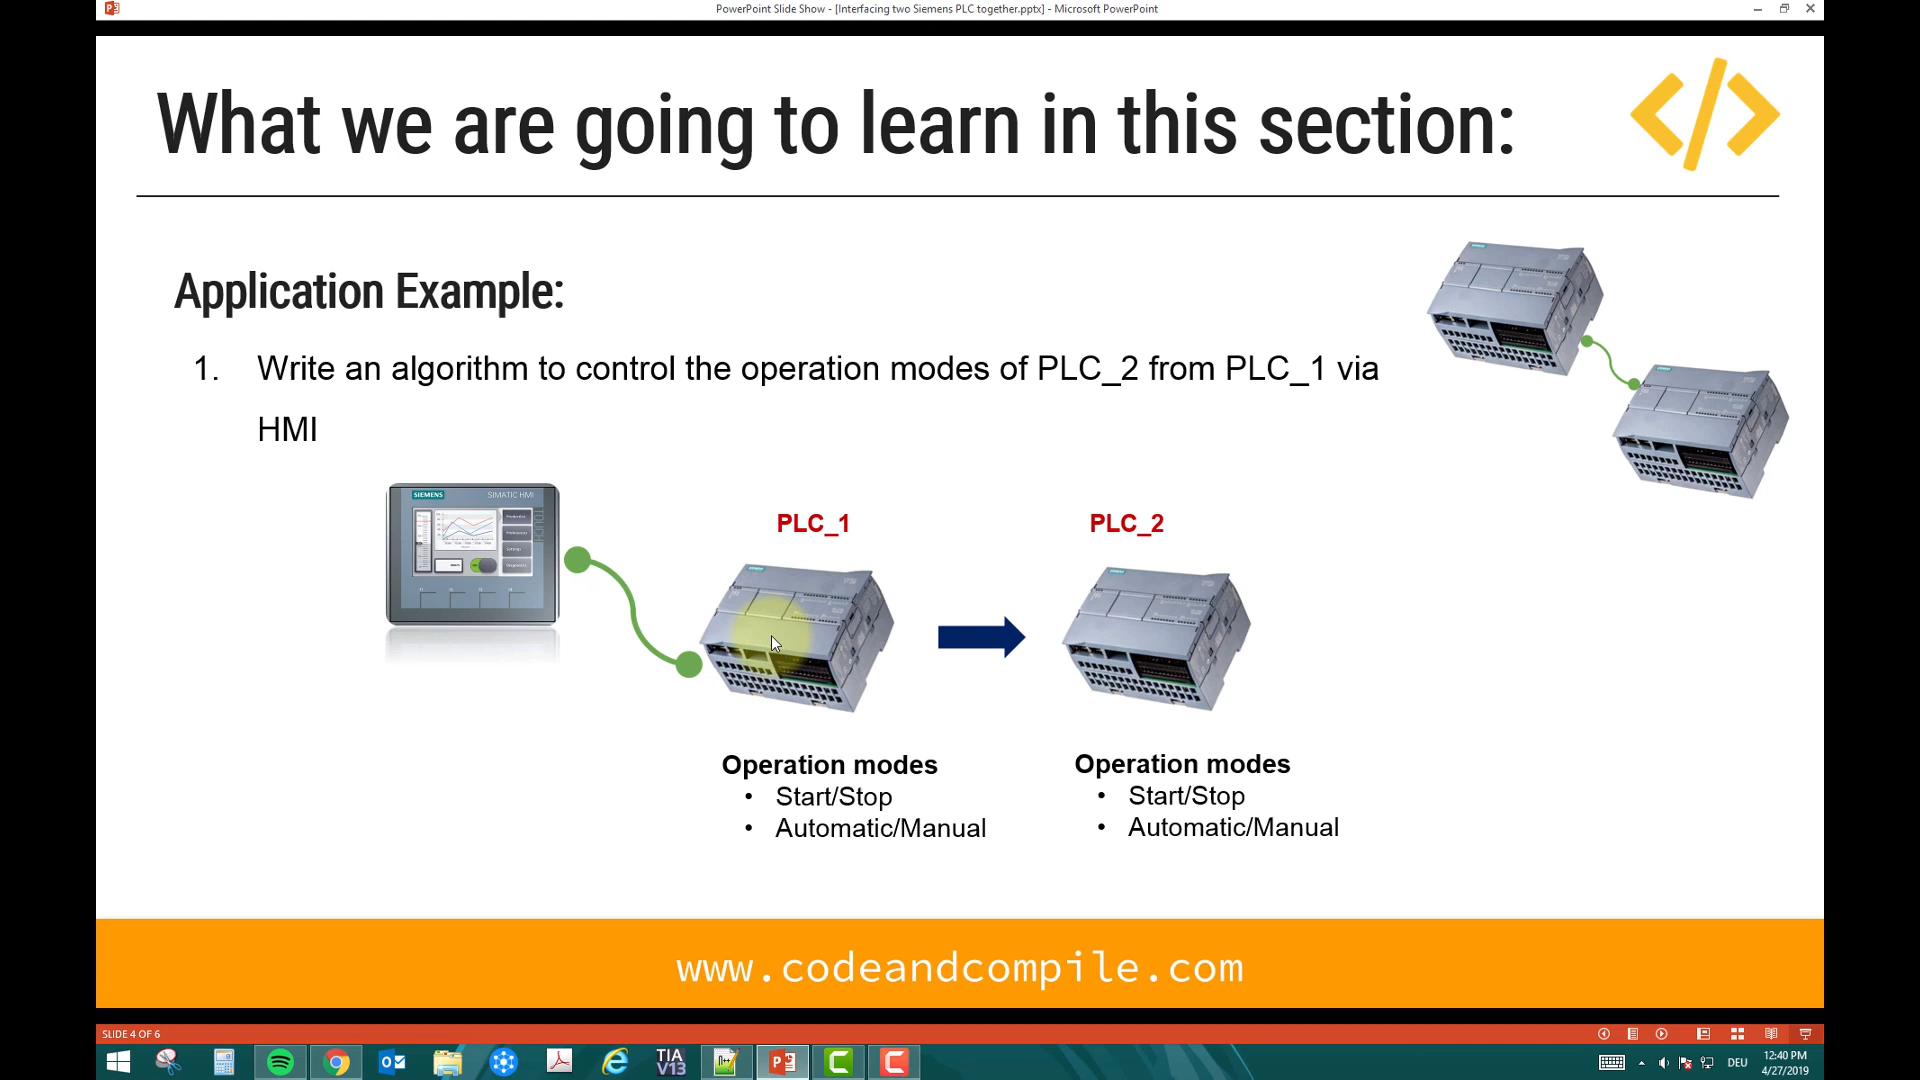 PowerPoint Slide Show - [Interfacing two Siemens PLC together.pptx] - Microsoft PowerPoint
What we are going to learn in this section:
Application Example:
1. Write an algorithm to control the operation modes of PLC_2 from PLC_1 via
HMI
SIEMENS SIMATIC HMI
PLC_1
PLC_2
Operation modes
• Start/Stop
• Automatic/Manual
Operation modes
• Start/Stop
• Automatic/Manual
www.codeandcompile.com
SLIDE 4 OF 6
TIA
V13
DEU
12:40 PM
4/27/2019